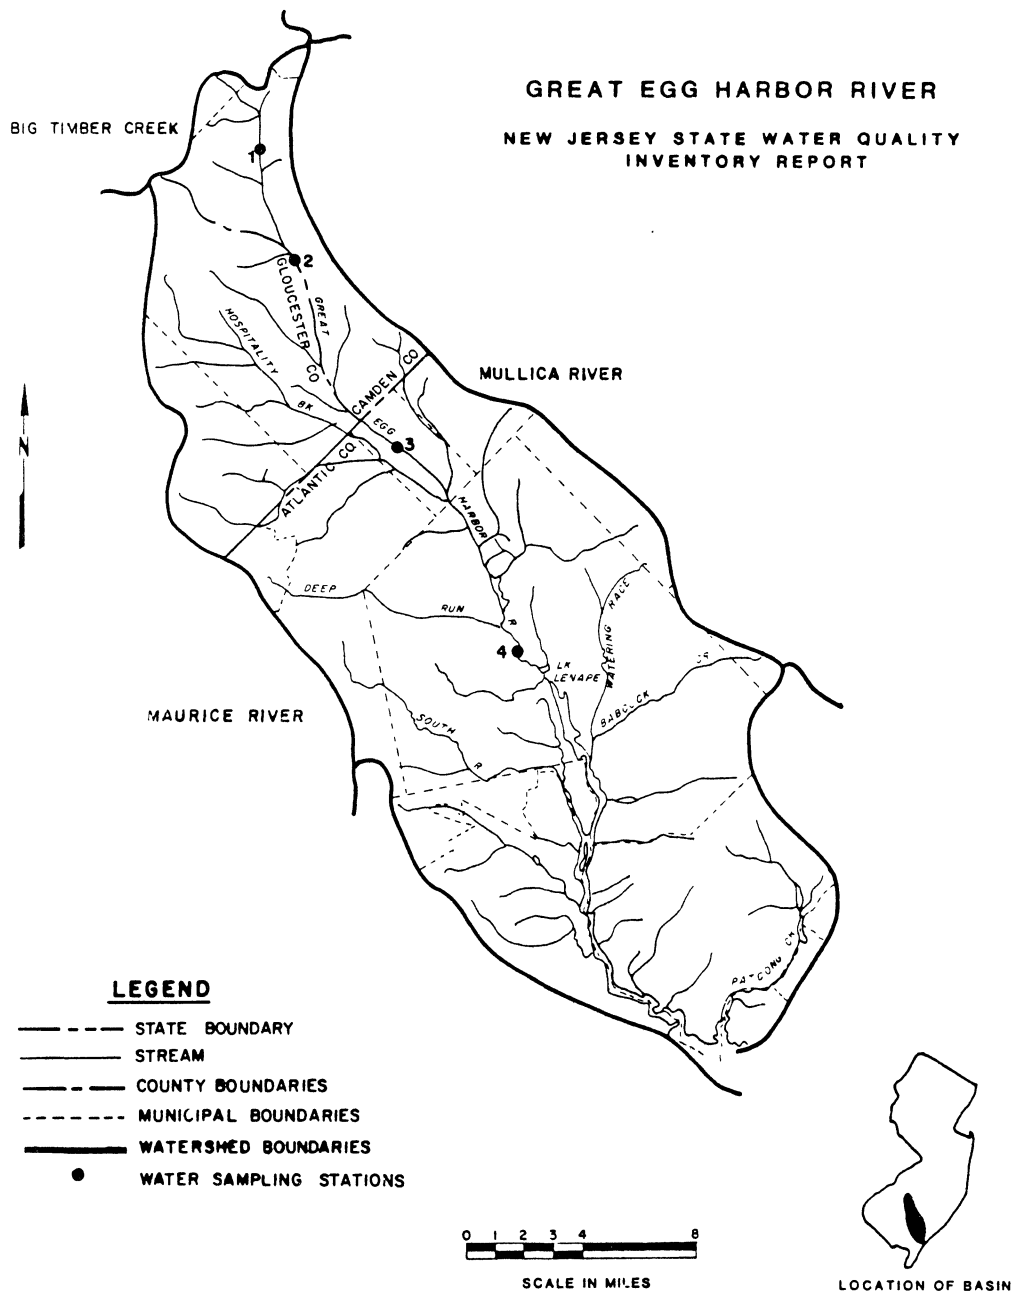 GREAT EGG HARBOR RIVER
NEW JERSEY STATE WATER QUALITY
INVENTORY REPORT
BIG TIMBER CREEK
1
2
GLOUCESTER CO
GREAT
HOSPITALITY
BK
CAMDEN CO
MULLICA RIVER
EGG
3
ATLANTIC CO.
N
HARBOR
DEEP
RUN
R
4
LK
LENAPE
WATERING RACE
BABCOCK
CR
MAURICE RIVER
SOUTH
R
PATCONG CK
LEGEND
STATE BOUNDARY
STREAM
COUNTY BOUNDARIES
MUNICIPAL BOUNDARIES
WATERSHED BOUNDARIES
WATER SAMPLING STATIONS
0 1 2 3 4 8
SCALE IN MILES
LOCATION OF BASIN